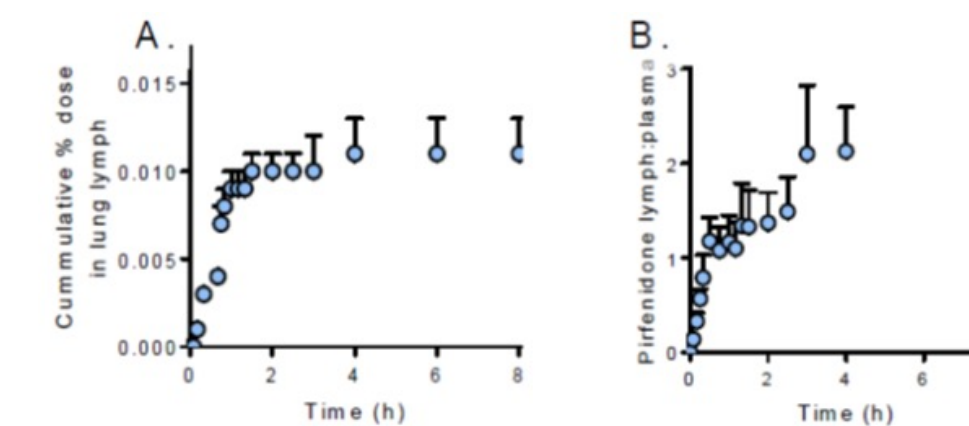 A.
Cummulative % dose
in lung lymph
0.015
0.010
0.005
0.000
0 2 4 6 8
Time (h)
B.
Pirfenidone lymph:plasma
3
2
1
0
0 2 4 6
Time (h)